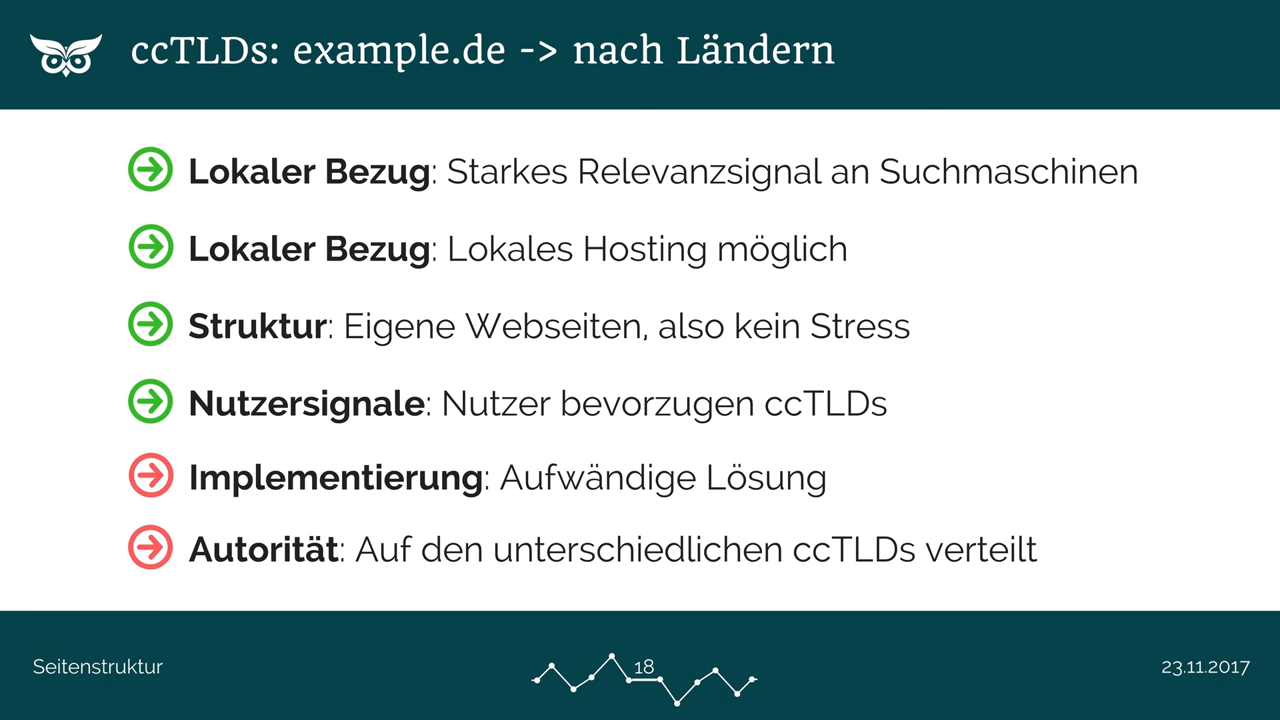 ccTLDs: example.de -> nach Ländern
Lokaler Bezug: Starkes Relevanzsignal an Suchmaschinen
Lokaler Bezug: Lokales Hosting möglich
Struktur: Eigene Webseiten, also kein Stress
Nutzersignale: Nutzer bevorzugen ccTLDs
Implementierung: Aufwändige Lösung
Autorität: Auf den unterschiedlichen ccTLDs verteilt
Seitenstruktur
18
23.11.2017